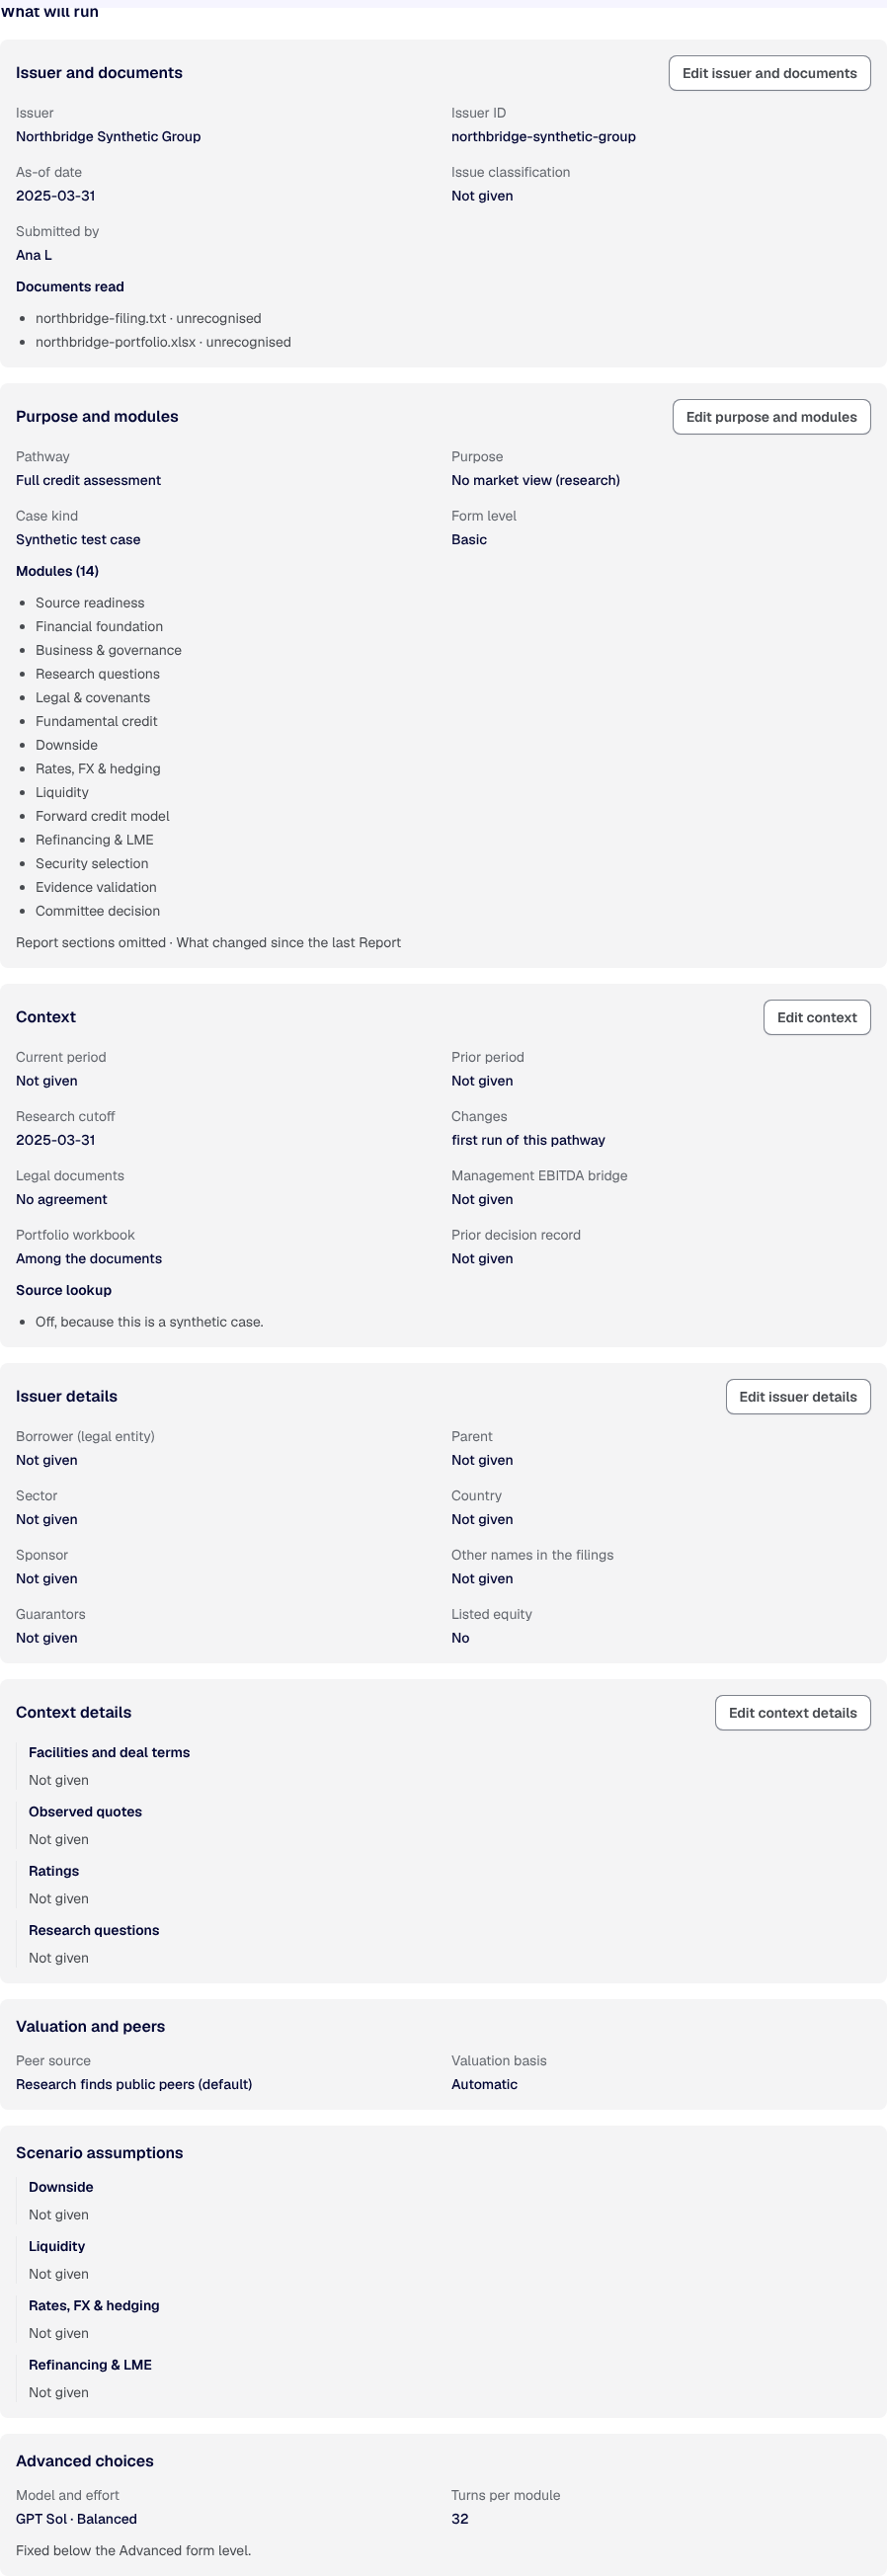 What will run
Issuer and documents
Edit issuer and documents
Issuer
Issuer ID
Northbridge Synthetic Group
northbridge-synthetic-group
As-of date
Issue classification
2025-03-31
Not given
Submitted by
Ana L
Documents read
• northbridge-filing.txt · unrecognised
• northbridge-portfolio.xlsx · unrecognised
Purpose and modules
Edit purpose and modules
Pathway
Purpose
Full credit assessment
No market view (research)
Case kind
Form level
Synthetic test case
Basic
Modules (14)
• Source readiness
• Financial foundation
• Business & governance
• Research questions
• Legal & covenants
• Fundamental credit
• Downside
• Rates, FX & hedging
• Liquidity
• Forward credit model
• Refinancing & LME
• Security selection
• Evidence validation
• Committee decision
Report sections omitted · What changed since the last Report
Context
Edit context
Current period
Prior period
Not given
Not given
Research cutoff
Changes
2025-03-31
first run of this pathway
Legal documents
Management EBITDA bridge
No agreement
Not given
Portfolio workbook
Prior decision record
Among the documents
Not given
Source lookup
• Off, because this is a synthetic case.
Issuer details
Edit issuer details
Borrower (legal entity)
Parent
Not given
Not given
Sector
Country
Not given
Not given
Sponsor
Other names in the filings
Not given
Not given
Guarantors
Listed equity
Not given
No
Context details
Edit context details
Facilities and deal terms
Not given
Observed quotes
Not given
Ratings
Not given
Research questions
Not given
Valuation and peers
Peer source
Valuation basis
Research finds public peers (default)
Automatic
Scenario assumptions
Downside
Not given
Liquidity
Not given
Rates, FX & hedging
Not given
Refinancing & LME
Not given
Advanced choices
Model and effort
Turns per module
GPT Sol · Balanced
32
Fixed below the Advanced form level.